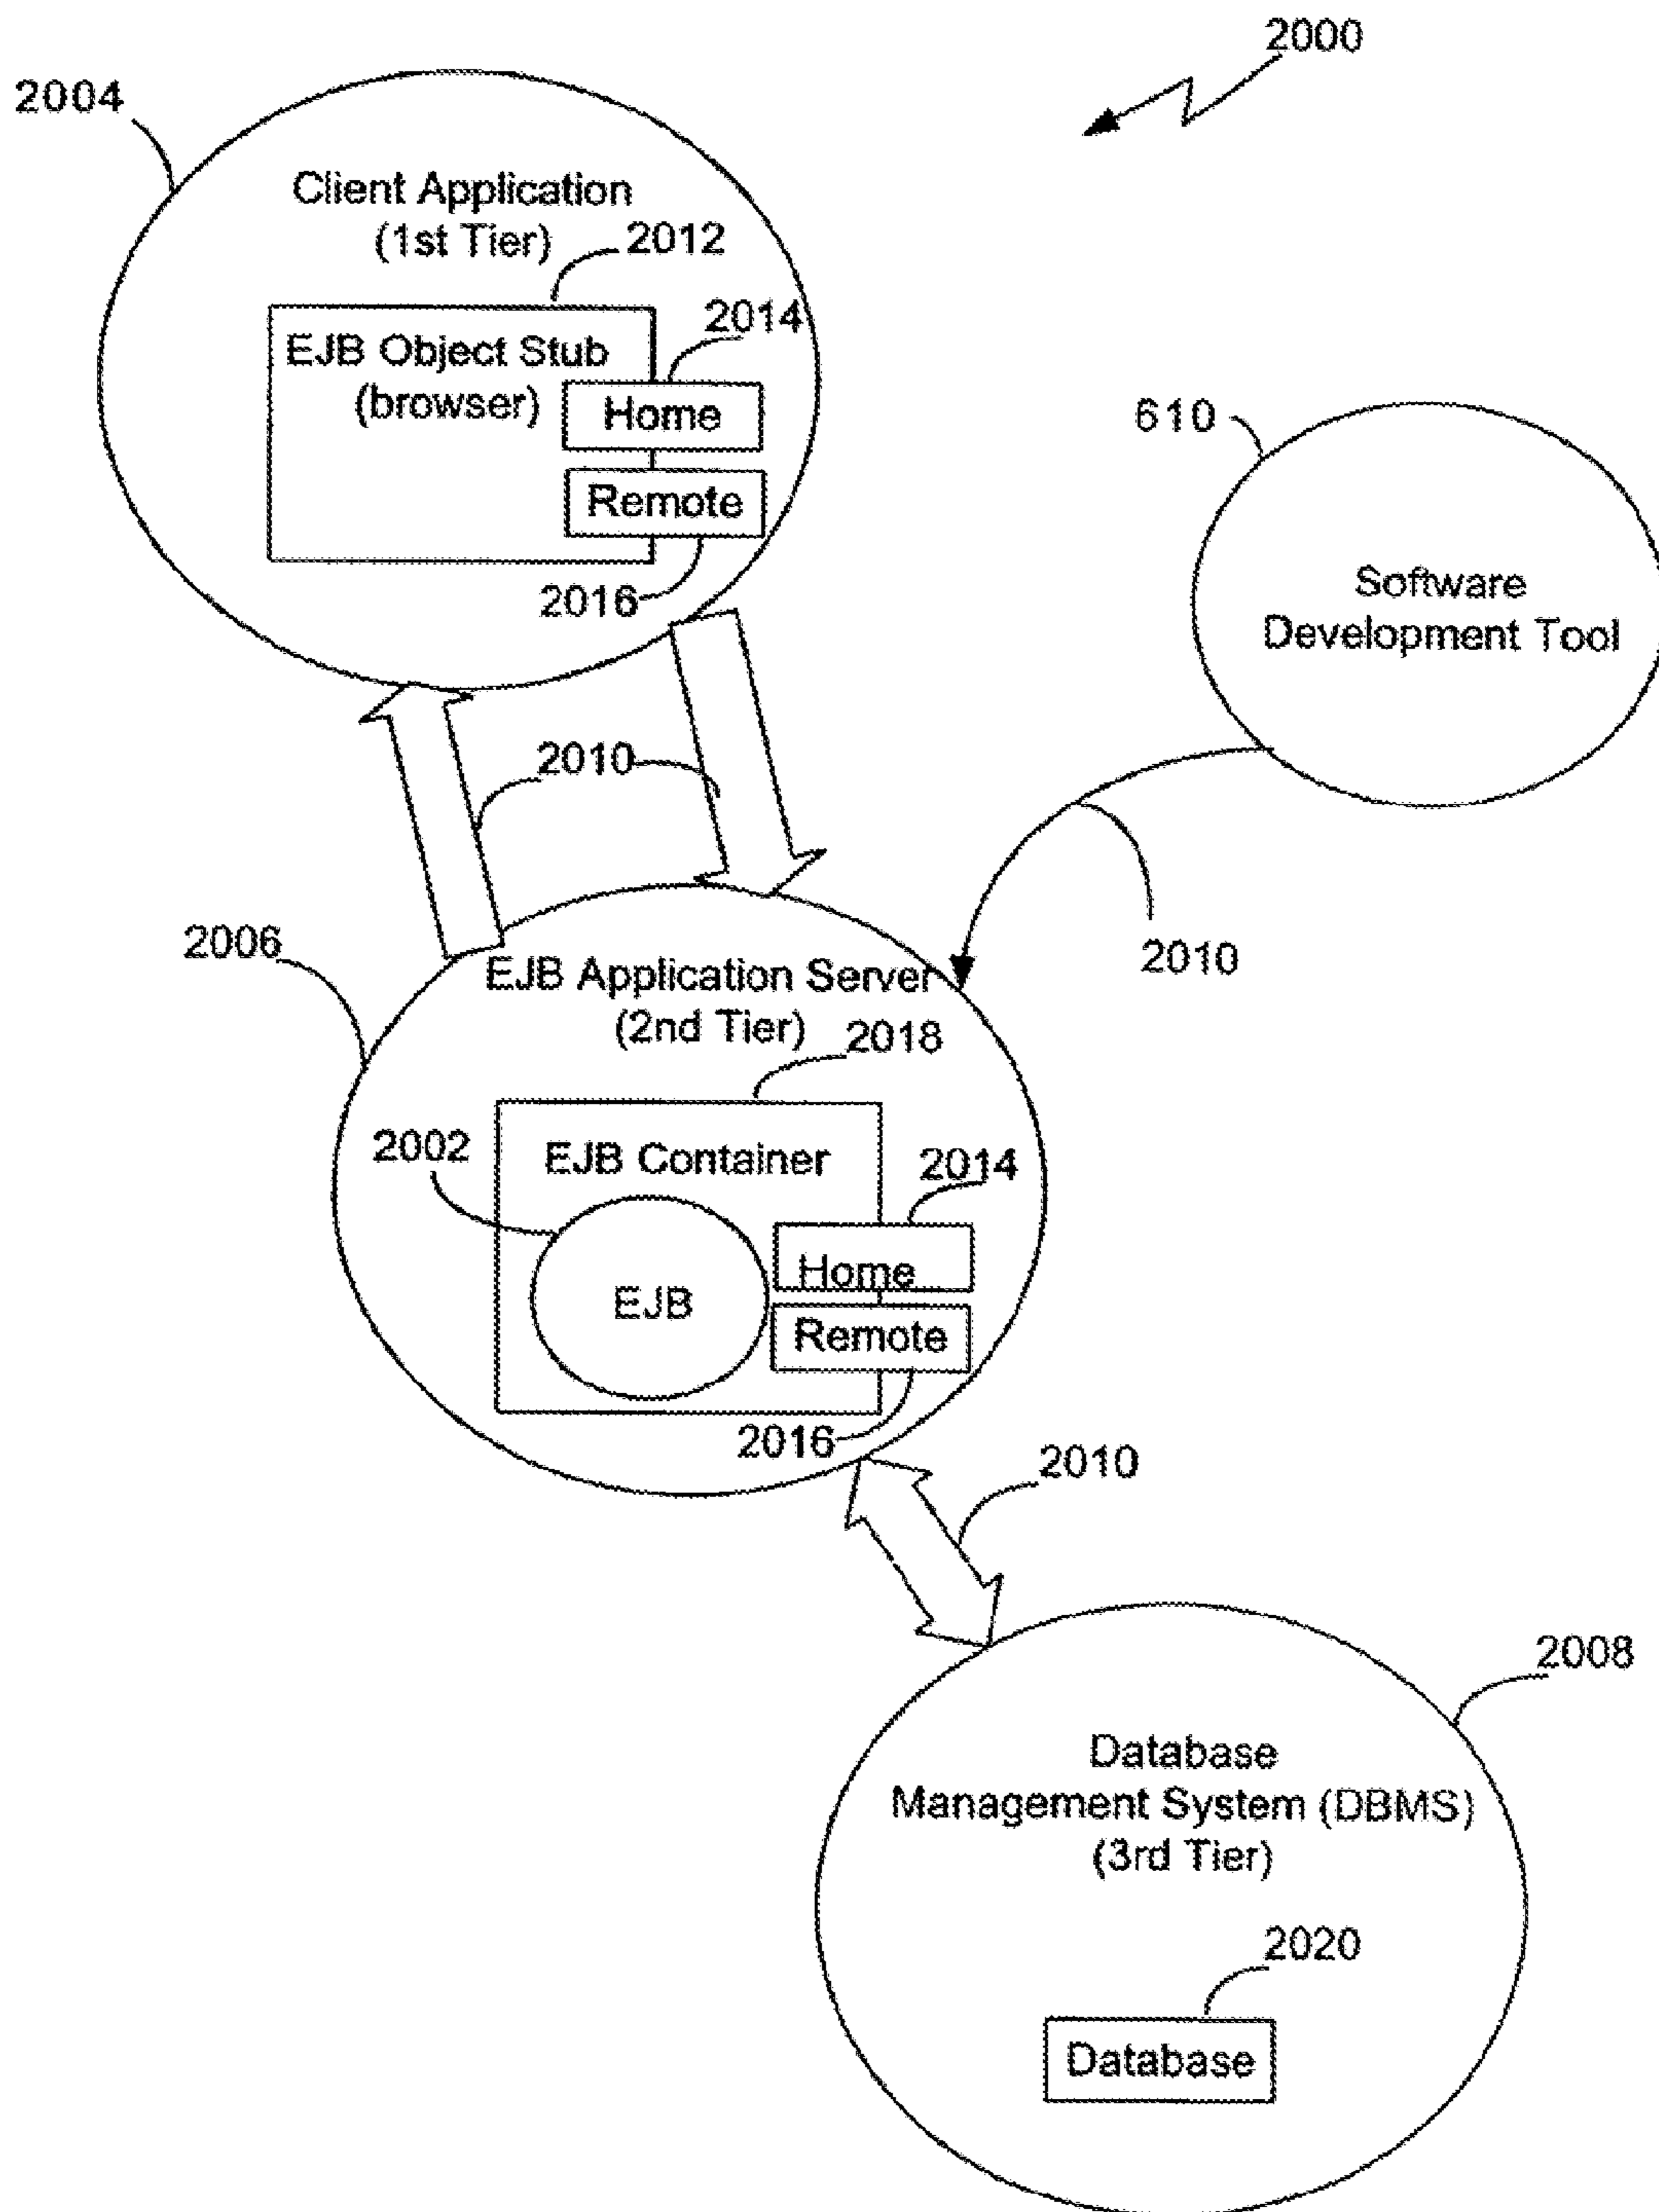 2000
2004
Client Application
(1st Tier)
2012
2014
EJB Object Stub
(browser)
Home
Remote
2016
610
Software
Development Tool
2010
2010
2006
EJB Application Server
(2nd Tier)
2018
2002
EJB Container
2014
Home
EJB
Remote
2016
2010
2008
Database
Management System (DBMS)
(3rd Tier)
2020
Database